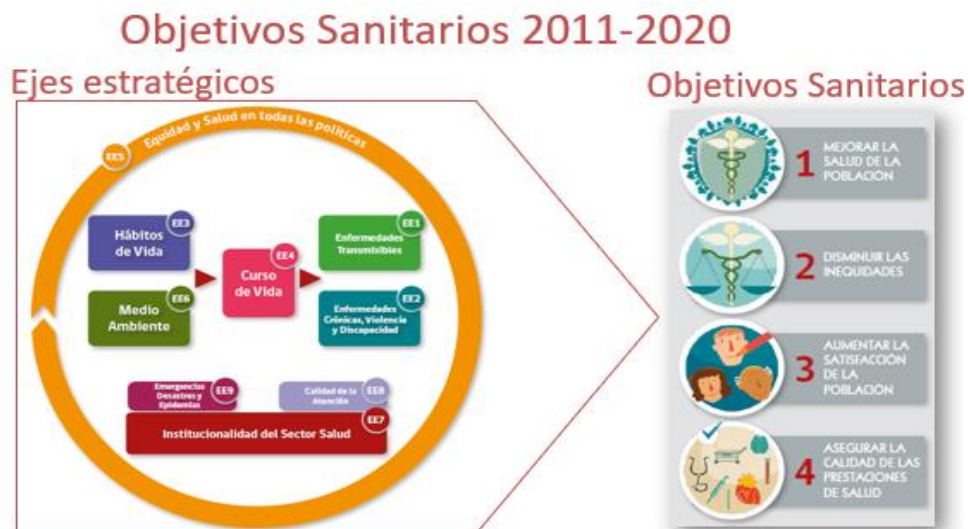 Objetivos Sanitarios 2011-2020
Ejes estratégicos
Objetivos Sanitarios
EE5
Equidad y Salud en todas las políticas
EE3
Hábitos
de Vida
EE6
Medio
Ambiente
EE4
Curso
de Vida
EE1
Enfermedades
Transmisibles
EE2
Enfermedades
Crónicas, Violencia
y Discapacidad
EE9
Emergencias
Desastres y
Epidemias
EE8
Calidad de la
Atención
EE7
Institucionalidad del Sector Salud
1
MEJORAR LA
SALUD DE LA
POBLACIÓN
2
DISMINUIR LAS
INEQUIDADES
3
AUMENTAR LA
SATISFACCIÓN
DE LA
POBLACIÓN
4
ASEGURAR LA
CALIDAD DE LAS
PRESTACIONES
DE SALUD